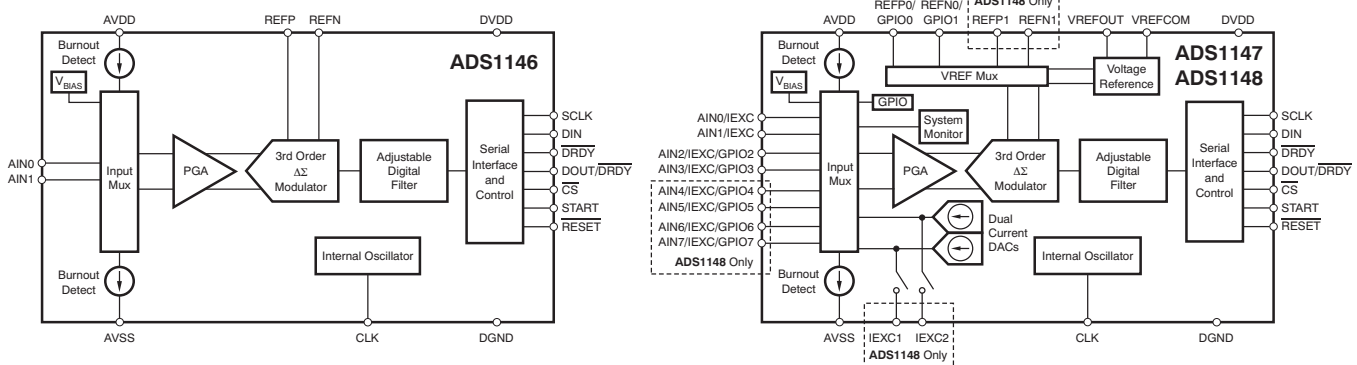 AVDD
REFP REFN
DVDD
Burnout
Detect
ADS1146
VBIAS
SCLK
DIN
DRDY
DOUT/DRDY
CS
START
RESET
AIN0
AIN1
Input
Mux
PGA
3rd Order
ΔΣ
Modulator
Adjustable
Digital
Filter
Serial
Interface
and
Control
Internal Oscillator
Burnout
Detect
AVSS
CLK
DGND
REFP0/ REFN0/
ADS1148 Only
AVDD
GPIO0 GPIO1 REFP1 REFN1
VREFOUT VREFCOM
DVDD
Burnout
Detect
VREF Mux
Voltage
Reference
ADS1147
ADS1148
VBIAS
GPIO
System
Monitor
AIN0/IEXC
AIN1/IEXC
AIN2/IEXC/GPIO2
AIN3/IEXC/GPIO3
AIN4/IEXC/GPIO4
AIN5/IEXC/GPIO5
AIN6/IEXC/GPIO6
AIN7/IEXC/GPIO7
ADS1148 Only
Input
Mux
PGA
3rd Order
ΔΣ
Modulator
Adjustable
Digital
Filter
Serial
Interface
and
Control
SCLK
DIN
DRDY
DOUT/DRDY
CS
START
RESET
Dual
Current
DACs
Internal Oscillator
Burnout
Detect
AVSS
IEXC1 IEXC2
ADS1148 Only
CLK
DGND